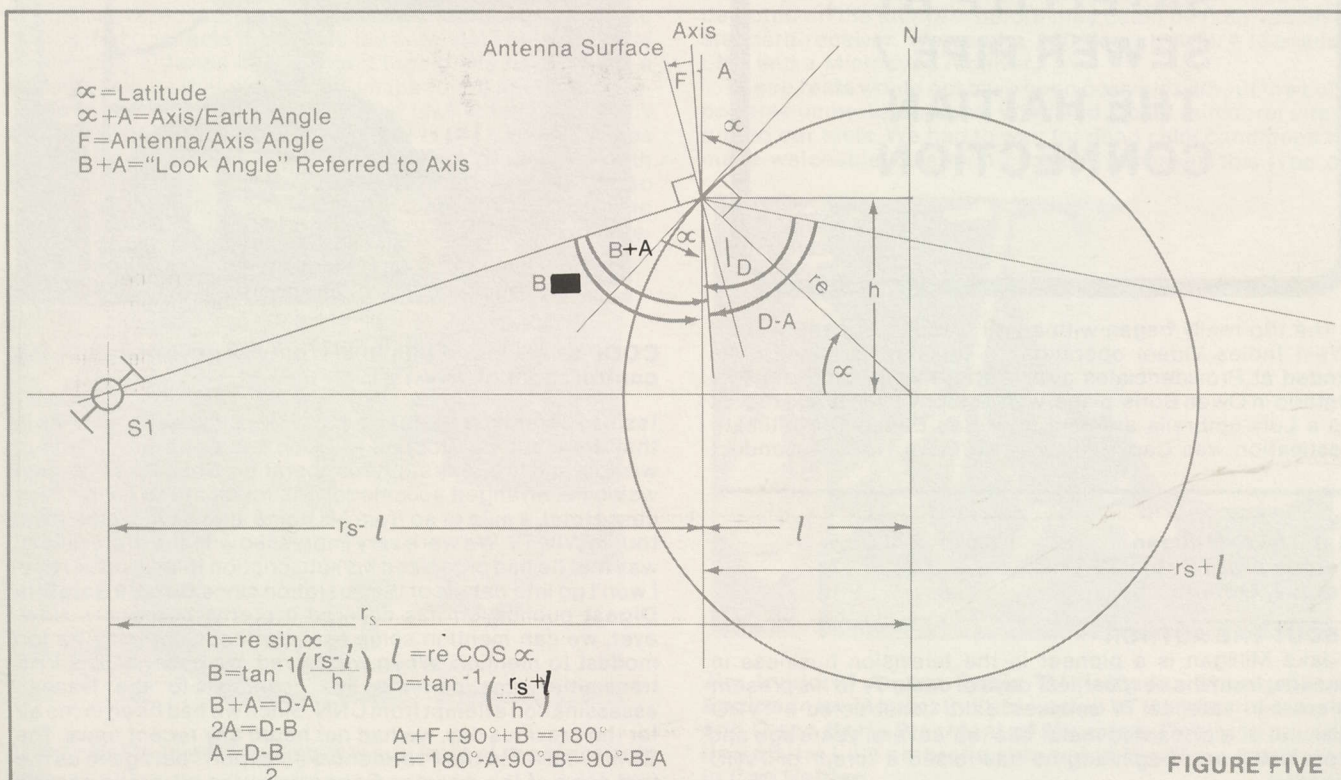 Axis
N
Antenna Surface
F
A
∝=Latitude
∝+A=Axis/Earth Angle
F=Antenna/Axis Angle
B+A="Look Angle" Referred to Axis
∝
B+A
∝
D
re
h
B
D-A
∝
S1
rs-l
l
rs+l
rs
h=re sin∝
l=re COS ∝
B=tan⁻¹(rs-l/h)
D=tan⁻¹(rs+l/h)
B+A=D-A
2A=D-B
A+F+90°+B=180°
A=D-B/2
F=180°-A-90°-B=90°-B-A
FIGURE FIVE